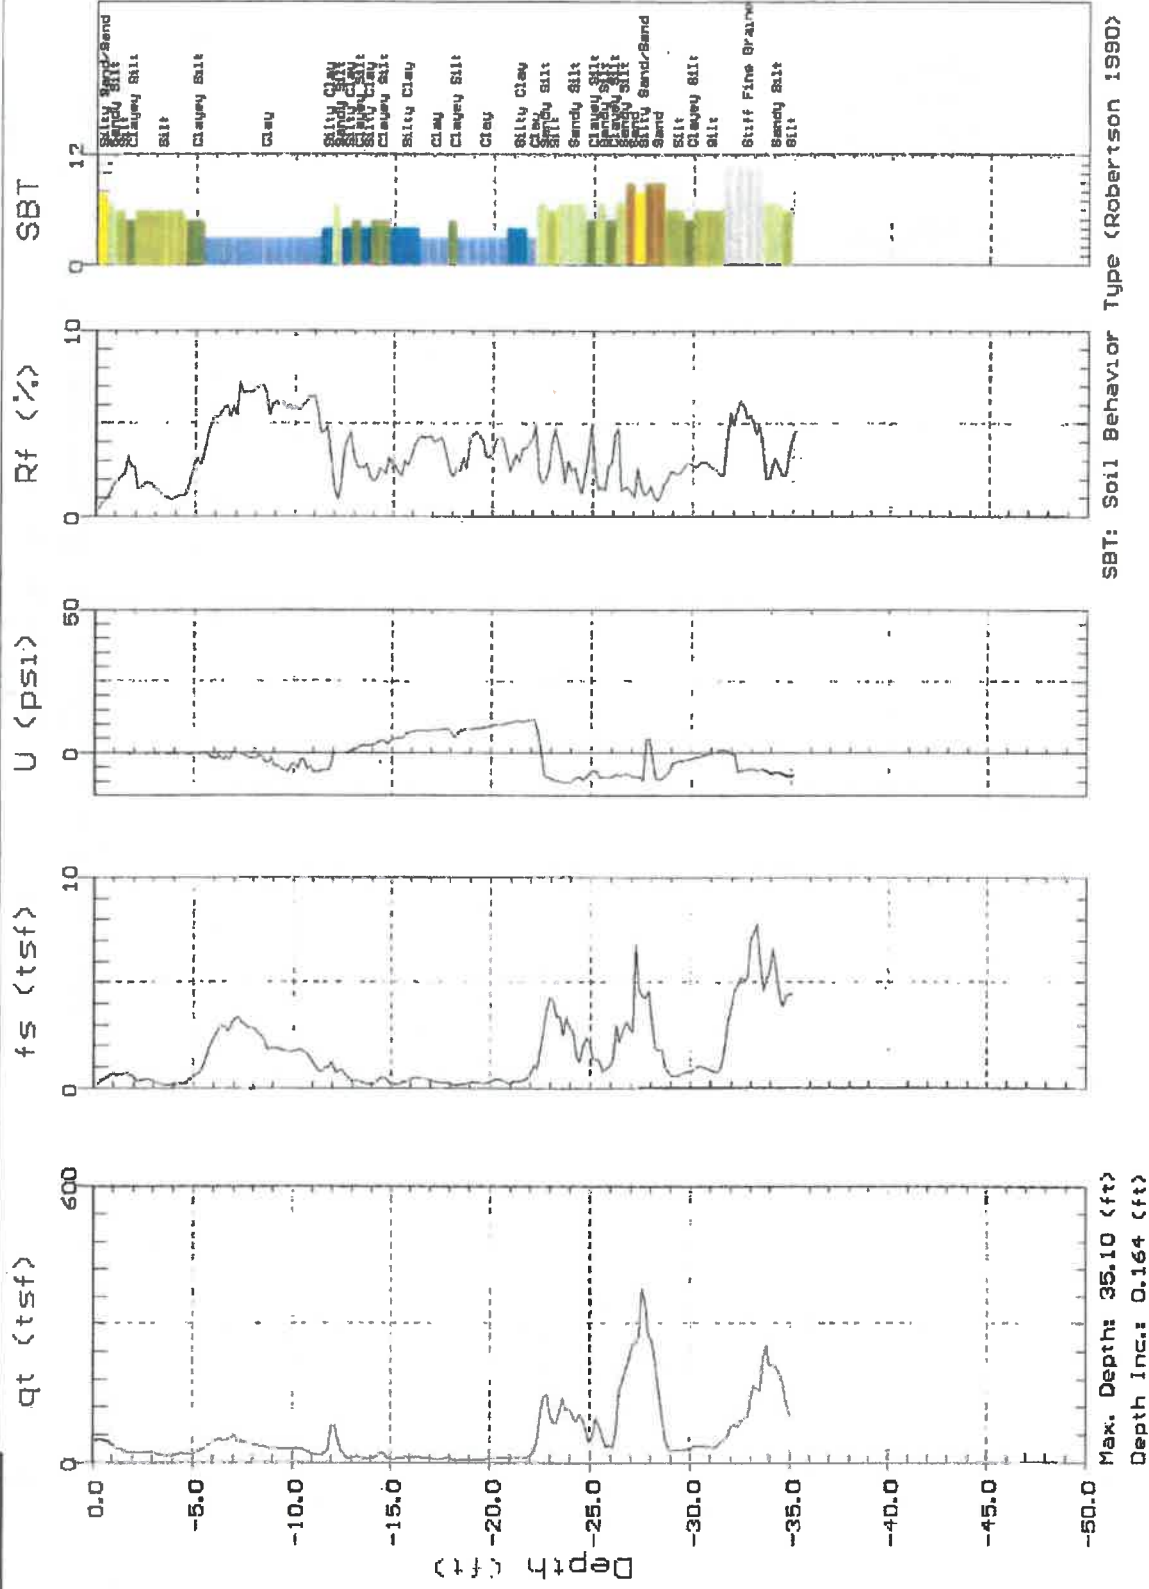 qt (tsf)
fs (tsf)
U (psi)
Rf (%)
SBT
0
600
0
10
0
50
0
10
0
12
Depth (ft)
0.0
-5.0
-10.0
-15.0
-20.0
-25.0
-30.0
-35.0
-40.0
-45.0
-50.0
Silty Sand/Sand
Sandy Silt
Clayey Silt
Silt
Clayey Silt
Clay
Silty Clay
Silty Clay
Clayey Silt
Silty Clay
Clayey Silt
Silty Clay
Clay
Clayey Silt
Clay
Silty Clay
Clay
Sandy Silt
Silt
Sandy Silt
Clayey Silt
Sandy Silt
Clayey Silt
Sandy Silt
Sand
Silty Sand/Sand
Sand
Silt
Clayey Silt
Silt
Stiff Fine Graine
Sandy Silt
Silt
Max. Depth: 35.10 (ft)
Depth Inc.: 0.164 (ft)
SBT: Soil Behavior Type (Robertson 1990)